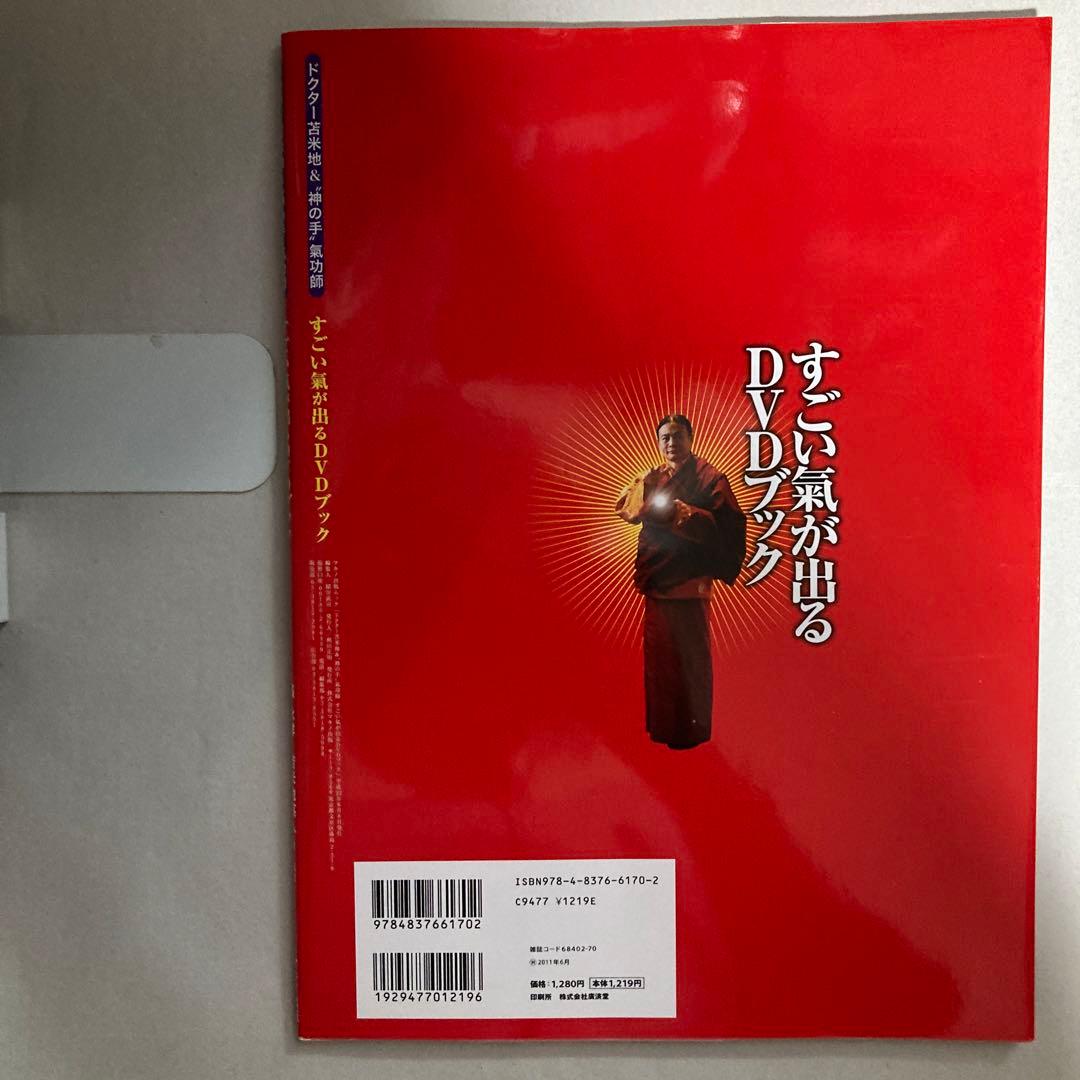 ドクター苫米地&“神の手”氣功師
すごい氣が出るDVDブック
すごい氣が出る
DVDブック
ISBN978-4-8376-6170-2
C9477 ¥1219E
9784837661702
雑誌コード68402-70
Ⓗ2011年6月
1929477012196
価格:1,280円 本体1,219円
印刷所 株式会社廣済堂